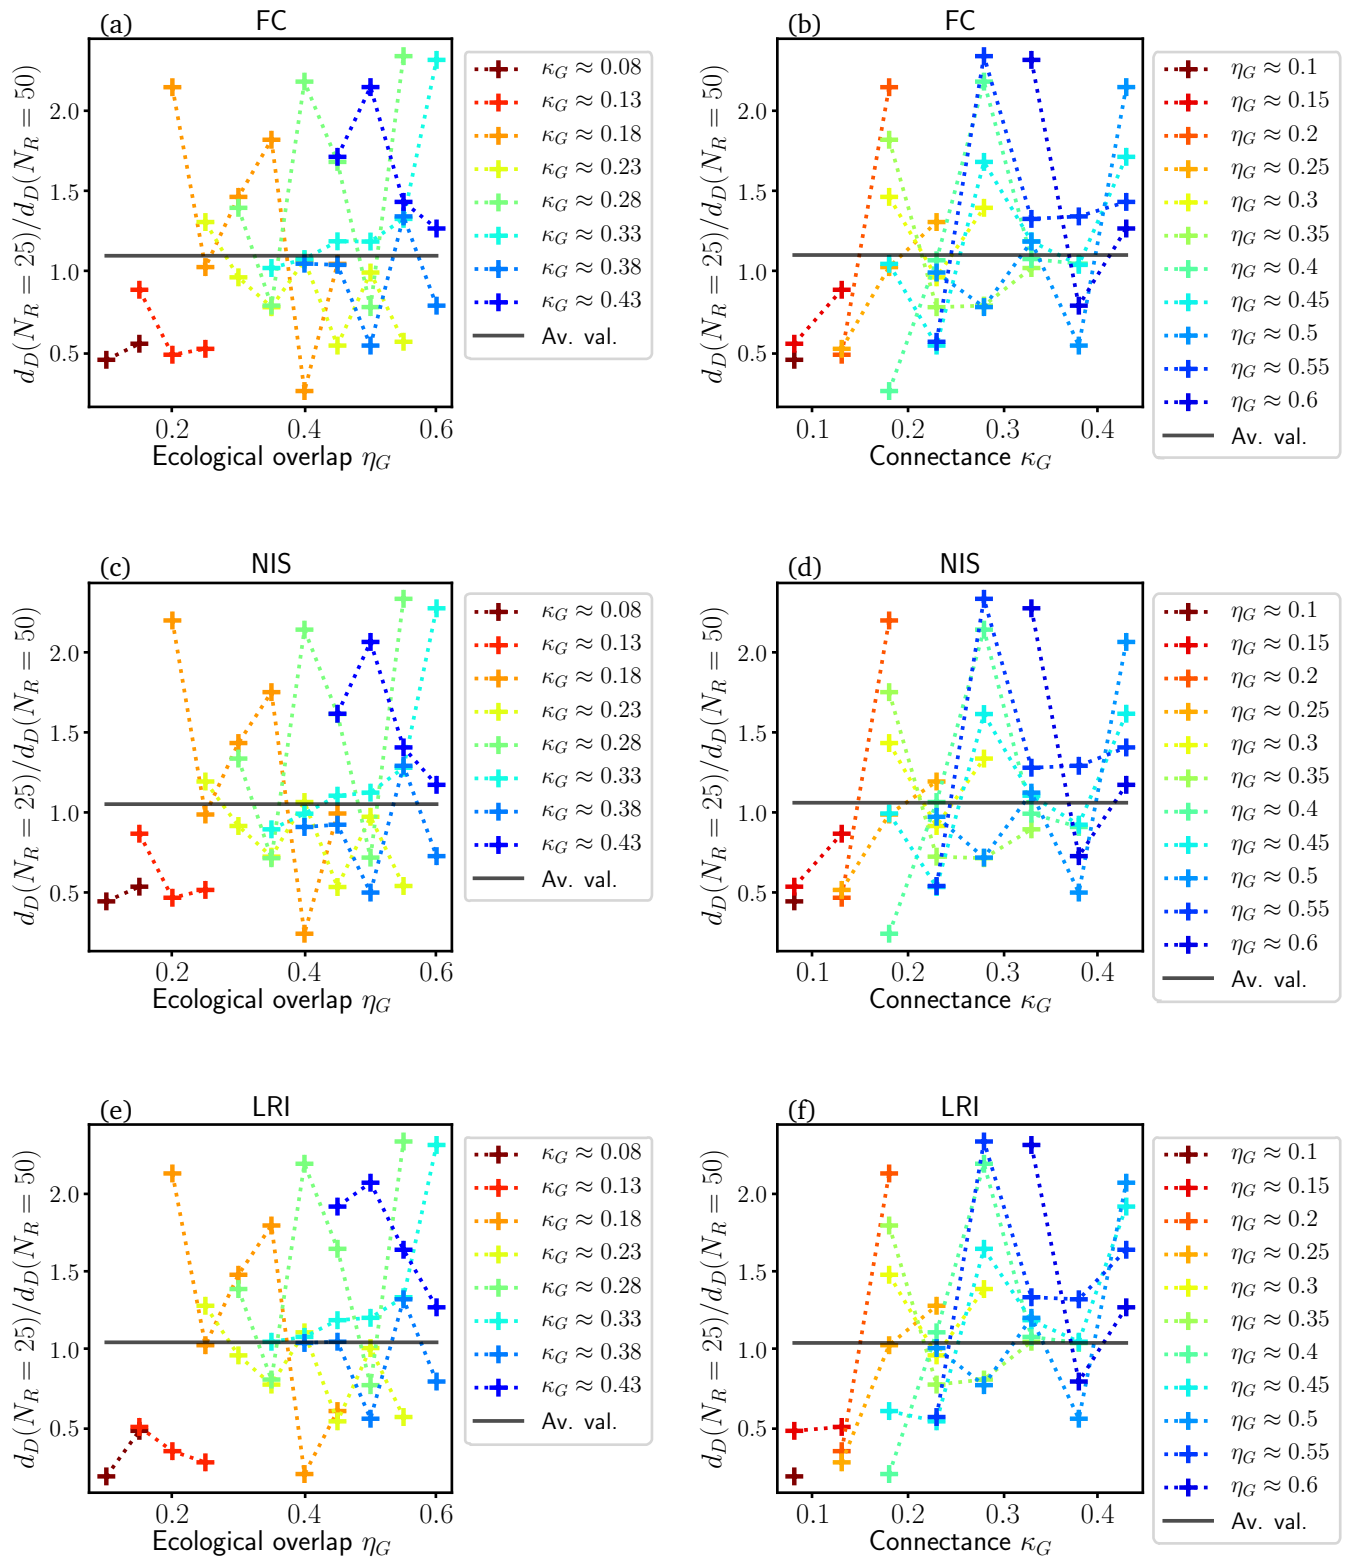 (a) FC
d_D(N_R = 25)/d_D(N_R = 50)
2.0
1.5
1.0
0.5
0.2 0.4 0.6
Ecological overlap η_G
κ_G ≈ 0.08
κ_G ≈ 0.13
κ_G ≈ 0.18
κ_G ≈ 0.23
κ_G ≈ 0.28
κ_G ≈ 0.33
κ_G ≈ 0.38
κ_G ≈ 0.43
Av. val.
(b) FC
d_D(N_R = 25)/d_D(N_R = 50)
2.0
1.5
1.0
0.5
0.1 0.2 0.3 0.4
Connectance κ_G
η_G ≈ 0.1
η_G ≈ 0.15
η_G ≈ 0.2
η_G ≈ 0.25
η_G ≈ 0.3
η_G ≈ 0.35
η_G ≈ 0.4
η_G ≈ 0.45
η_G ≈ 0.5
η_G ≈ 0.55
η_G ≈ 0.6
Av. val.
(c) NIS
d_D(N_R = 25)/d_D(N_R = 50)
2.0
1.5
1.0
0.5
0.2 0.4 0.6
Ecological overlap η_G
κ_G ≈ 0.08
κ_G ≈ 0.13
κ_G ≈ 0.18
κ_G ≈ 0.23
κ_G ≈ 0.28
κ_G ≈ 0.33
κ_G ≈ 0.38
κ_G ≈ 0.43
Av. val.
(d) NIS
d_D(N_R = 25)/d_D(N_R = 50)
2.0
1.5
1.0
0.5
0.1 0.2 0.3 0.4
Connectance κ_G
η_G ≈ 0.1
η_G ≈ 0.15
η_G ≈ 0.2
η_G ≈ 0.25
η_G ≈ 0.3
η_G ≈ 0.35
η_G ≈ 0.4
η_G ≈ 0.45
η_G ≈ 0.5
η_G ≈ 0.55
η_G ≈ 0.6
Av. val.
(e) LRI
d_D(N_R = 25)/d_D(N_R = 50)
2.0
1.5
1.0
0.5
0.2 0.4 0.6
Ecological overlap η_G
κ_G ≈ 0.08
κ_G ≈ 0.13
κ_G ≈ 0.18
κ_G ≈ 0.23
κ_G ≈ 0.28
κ_G ≈ 0.33
κ_G ≈ 0.38
κ_G ≈ 0.43
Av. val.
(f) LRI
d_D(N_R = 25)/d_D(N_R = 50)
2.0
1.5
1.0
0.5
0.1 0.2 0.3 0.4
Connectance κ_G
η_G ≈ 0.1
η_G ≈ 0.15
η_G ≈ 0.2
η_G ≈ 0.25
η_G ≈ 0.3
η_G ≈ 0.35
η_G ≈ 0.4
η_G ≈ 0.45
η_G ≈ 0.5
η_G ≈ 0.55
η_G ≈ 0.6
Av. val.